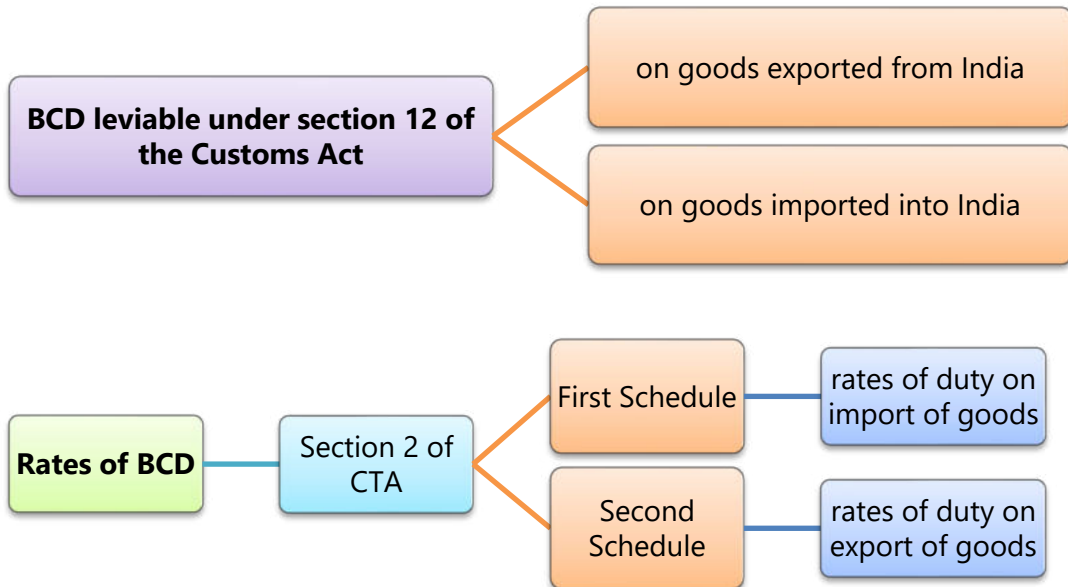 BCD leviable under section 12 of
the Customs Act
on goods exported from India
on goods imported into India
Rates of BCD
Section 2 of
CTA
First Schedule
rates of duty on
import of goods
Second
Schedule
rates of duty on
export of goods